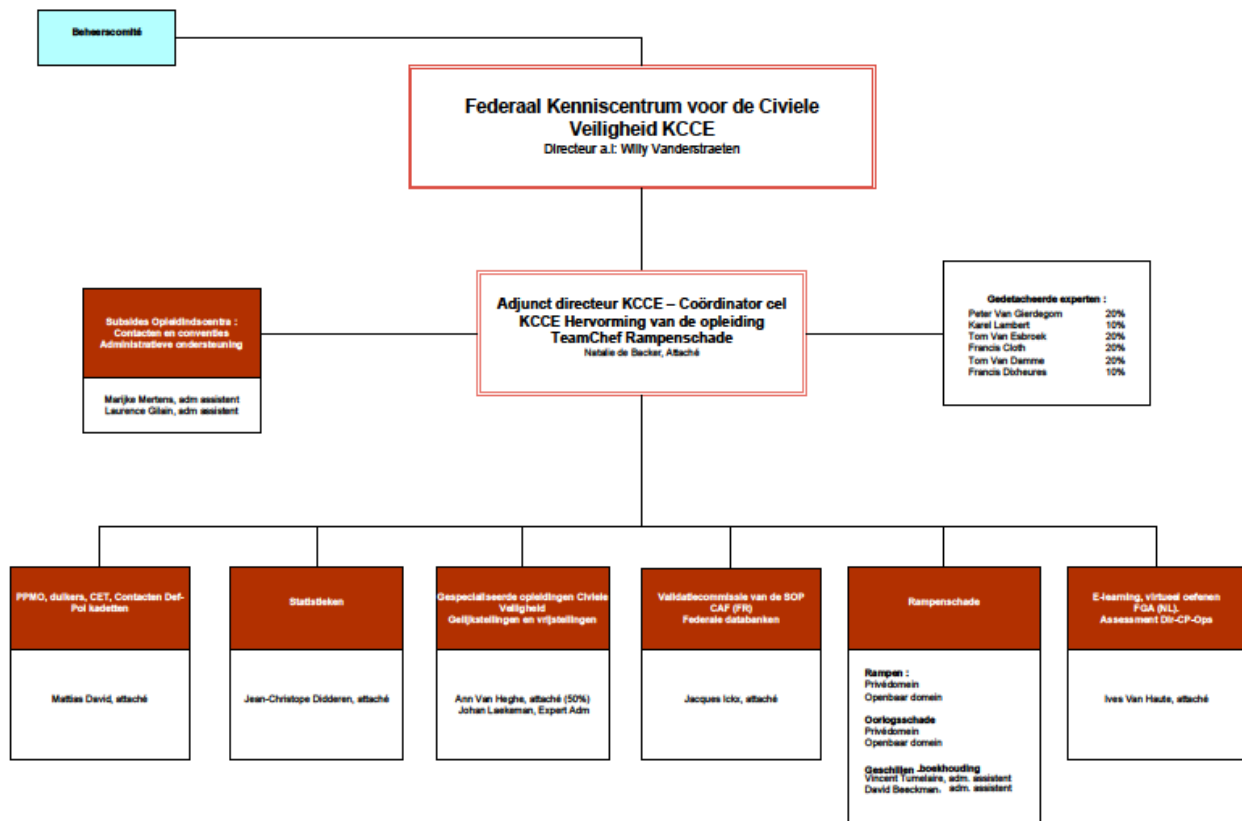 Beheerscomité
Federaal Kenniscentrum voor de Civiele
Veiligheid KCCE
Directeur a.i: Willy Vanderstraeten
Adjunct directeur KCCE – Coördinator cel
KCCE Hervorming van de opleiding
TeamChef Rampenschade
Natalie de Backer, Attaché
Subsides Opleidindscentra :
Contacten en conventies
Administratieve ondersteuning
Marijke Mertens, adm assistent
Laurence Gilain, adm assistent
Gedetacheerde experten :
Peter Van Gierdegom 20%
Karel Lambert 10%
Tom Van Esbroek 20%
Francis Cloth 20%
Tom Van Damme 20%
Francis Dixheures 10%
PPMO, duikers, CET, Contacten Def-
Pol kadetten
Mattias David, attaché
Statistieken
Jean-Christope Didderen, attaché
Gespecialiseerde opleidingen Civiele
Veiligheid
Gelijkstellingen en vrijstellingen
Ann Van Heghe, attaché (50%)
Johan Laekeman, Expert Adm
Validatiecommissie van de SOP
CAF (FR)
Federale databanken
Jacques Ickx, attaché
Rampenschade
Rampen :
Privédomein
Openbaar domein
Oorlogsschade
Privédomein
Openbaar domein
Geschillen -boekhouding
Vincent Tumelaire, adm. assistent
David Beeckman, adm. assistent
E-learning, virtueel oefenen
FGA (NL).
Assessment Dir-CP-Ops
Ives Van Haute, attaché